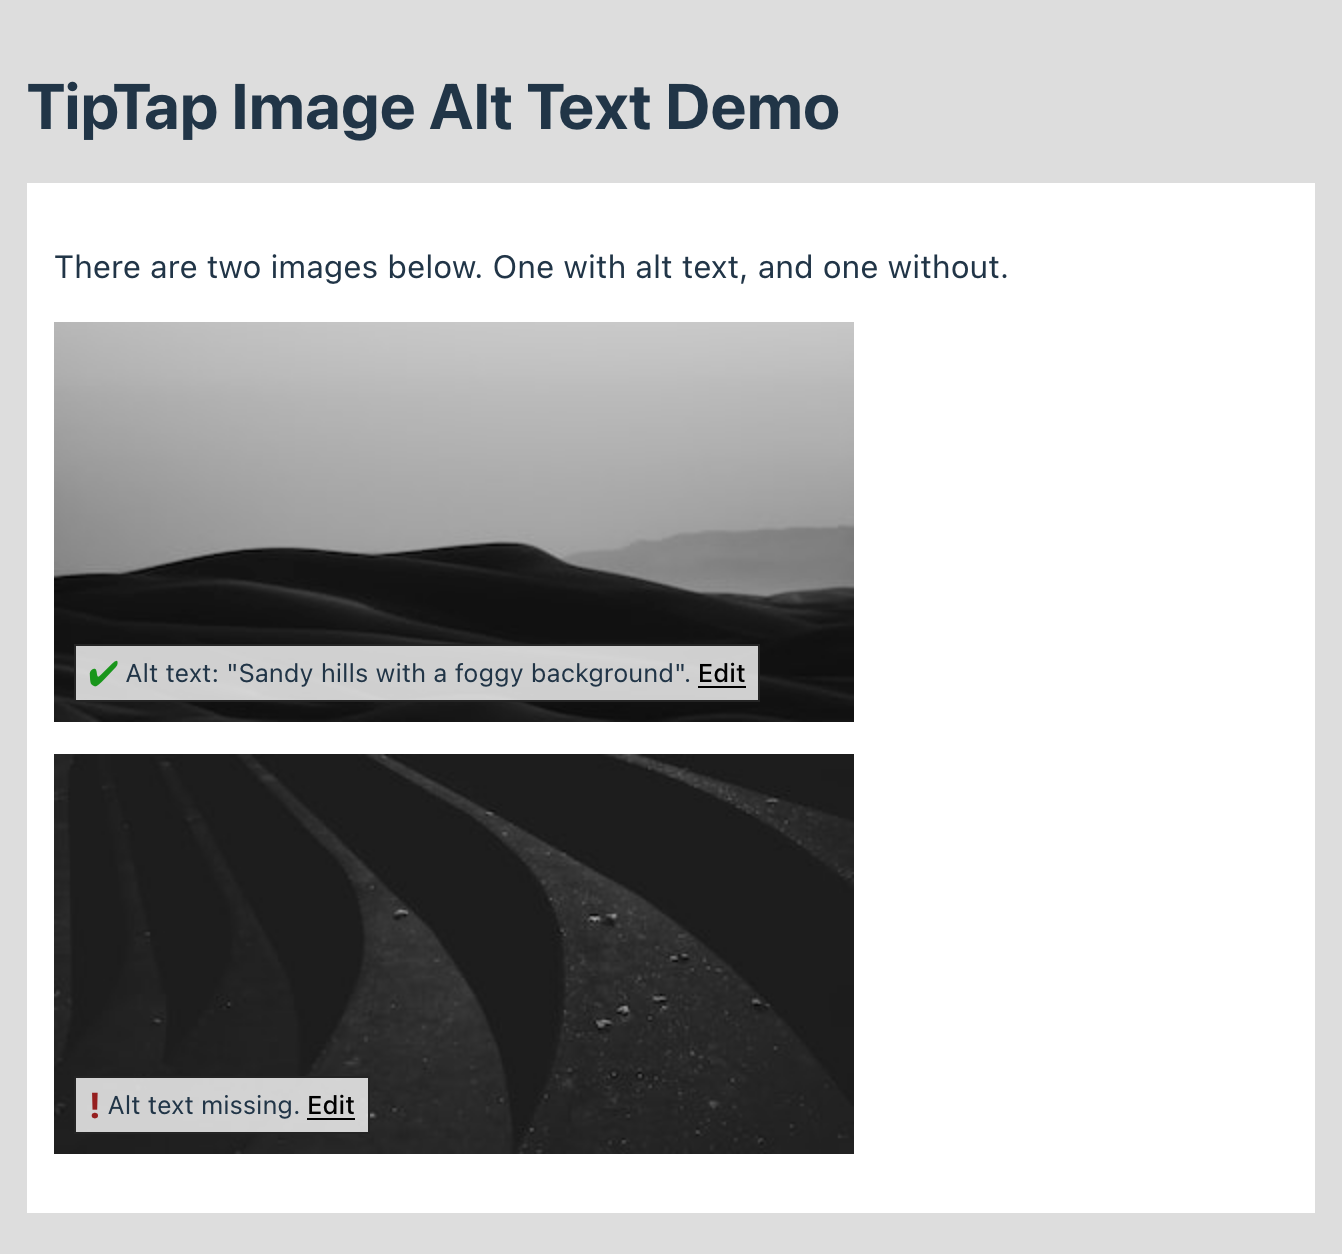 TipTap Image Alt Text Demo
There are two images below. One with alt text, and one without.
✔ Alt text: "Sandy hills with a foggy background". Edit
! Alt text missing. Edit